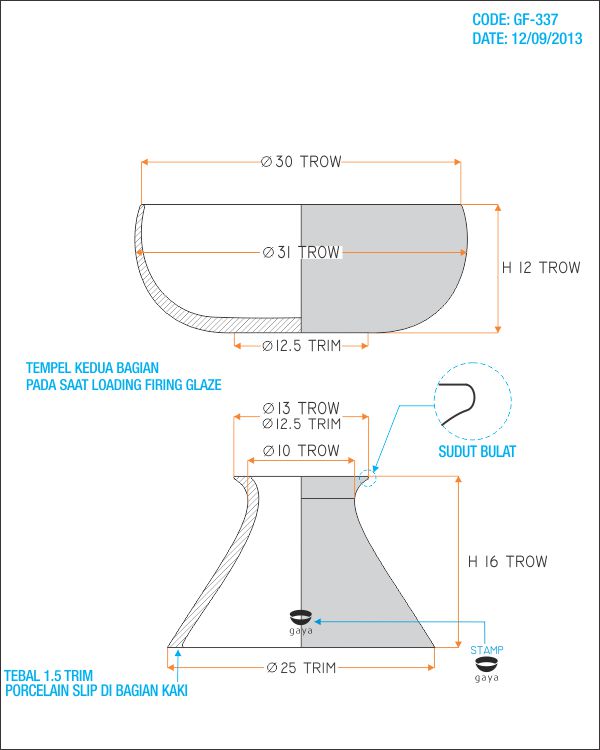 CODE: GF-337
DATE: 12/09/2013
Ø 30 TROW
Ø 31 TROW
H 12 TROW
Ø 12.5 TRIM
TEMPEL KEDUA BAGIAN
PADA SAAT LOADING FIRING GLAZE
Ø 13 TROW
Ø 12.5 TRIM
Ø 10 TROW
SUDUT BULAT
H 16 TROW
gaya
STAMP
gaya
Ø 25 TRIM
TEBAL 1.5 TRIM
PORCELAIN SLIP DI BAGIAN KAKI